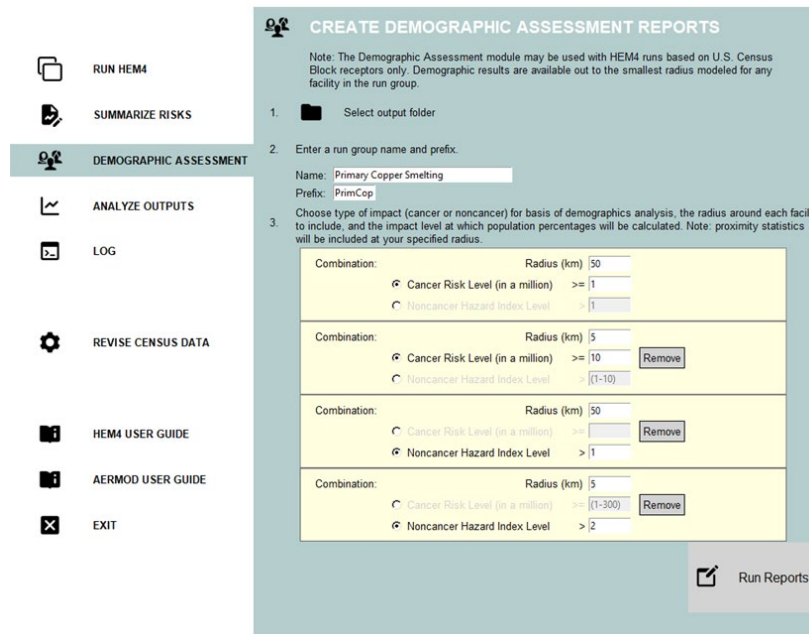 CREATE DEMOGRAPHIC ASSESSMENT REPORTS
Note: The Demographic Assessment module may be used with HEM4 runs based on U.S. Census
Block receptors only. Demographic results are available out to the smallest radius modeled for any
facility in the run group.
RUN HEM4
SUMMARIZE RISKS
DEMOGRAPHIC ASSESSMENT
ANALYZE OUTPUTS
LOG
REVISE CENSUS DATA
HEM4 USER GUIDE
AERMOD USER GUIDE
EXIT
1. Select output folder
2. Enter a run group name and prefix.
Name: Primary Copper Smelting
Prefix: PrimCop
3. Choose type of impact (cancer or noncancer) for basis of demographics analysis, the radius around each facil
to include, and the impact level at which population percentages will be calculated. Note: proximity statistics
will be included at your specified radius.
Combination: Radius (km) 50
Cancer Risk Level (in a million) >= 1
Noncancer Hazard Index Level > 1
Combination: Radius (km) 5
Cancer Risk Level (in a million) >= 10 Remove
Noncancer Hazard Index Level > (1-10)
Combination: Radius (km) 50
Cancer Risk Level (in a million) >= Remove
Noncancer Hazard Index Level > 1
Combination: Radius (km) 5
Cancer Risk Level (in a million) >= (1-300) Remove
Noncancer Hazard Index Level > 2
Run Reports